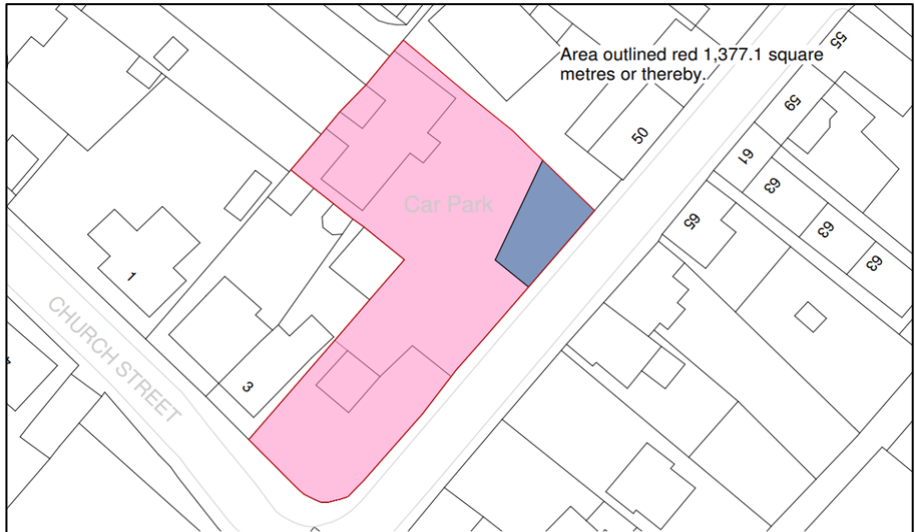 Area outlined red 1,377.1 square
metres or thereby.
55
59
50
61
63
Car Park
65
63
63
1
CHURCH STREET
3